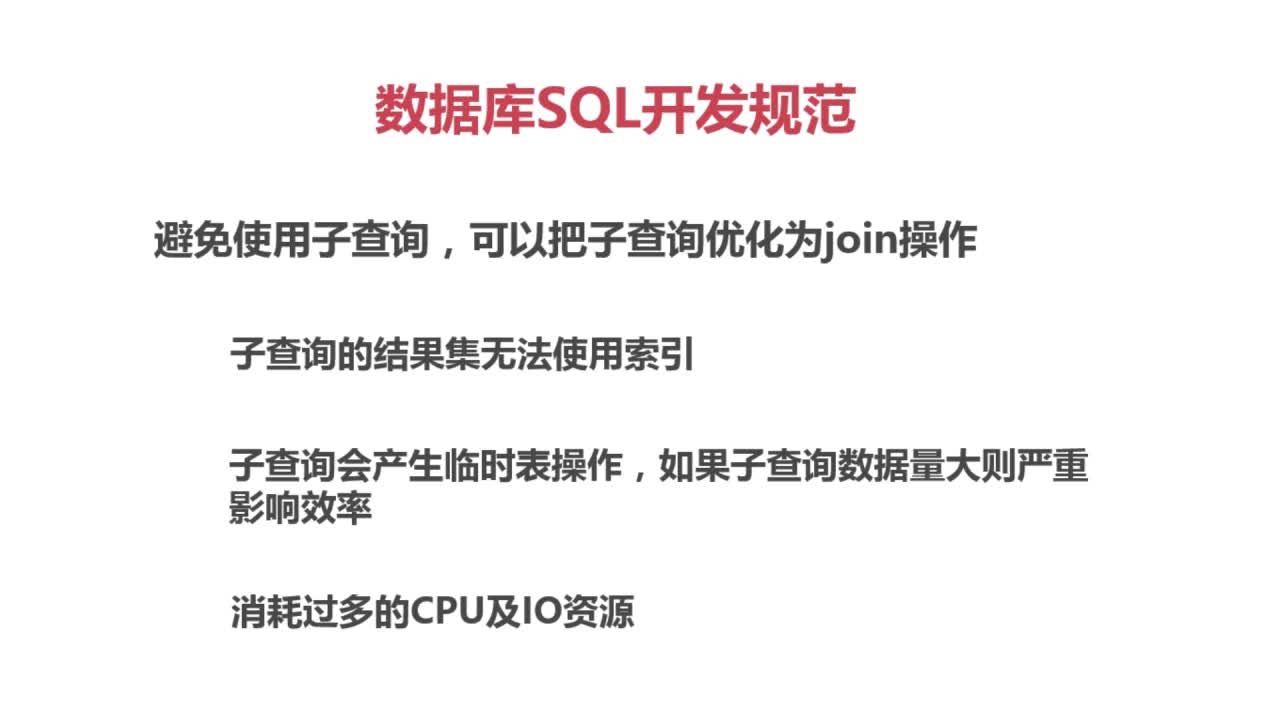 数据库SQL开发规范
避免使用子查询，可以把子查询优化为join操作
子查询的结果集无法使用索引
子查询会产生临时表操作，如果子查询数据量大则严重
影响效率
消耗过多的CPU及IO资源